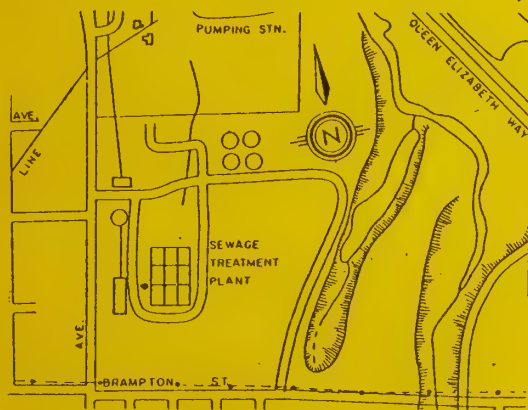 PUMPING STN.
QUEEN ELIZABETH WAY
AVE.
LINE
N
SEWAGE
TREATMENT
PLANT
AVE.
BRAMPTON ST.